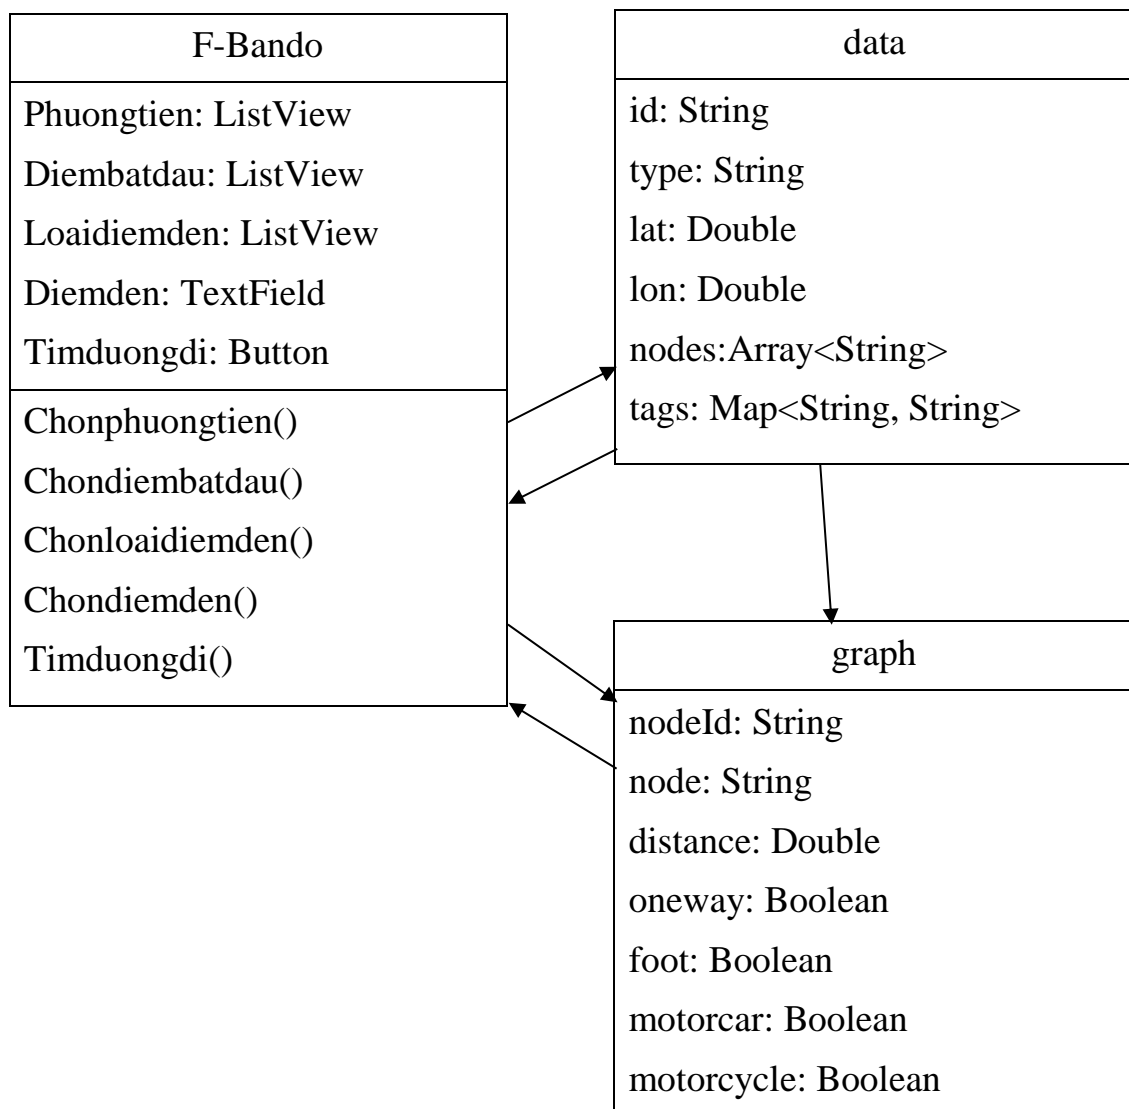 F-Bando
Phuongtien: ListView
Diembatdau: ListView
Loaidiemden: ListView
Diemden: TextField
Timduongdi: Button
Chonphuongtien()
Chondiembatdau()
Chonloaidiemden()
Chondiemden()
Timduongdi()
data
id: String
type: String
lat: Double
lon: Double
nodes:Array<String>
tags: Map<String, String>
graph
nodeId: String
node: String
distance: Double
oneway: Boolean
foot: Boolean
motorcar: Boolean
motorcycle: Boolean